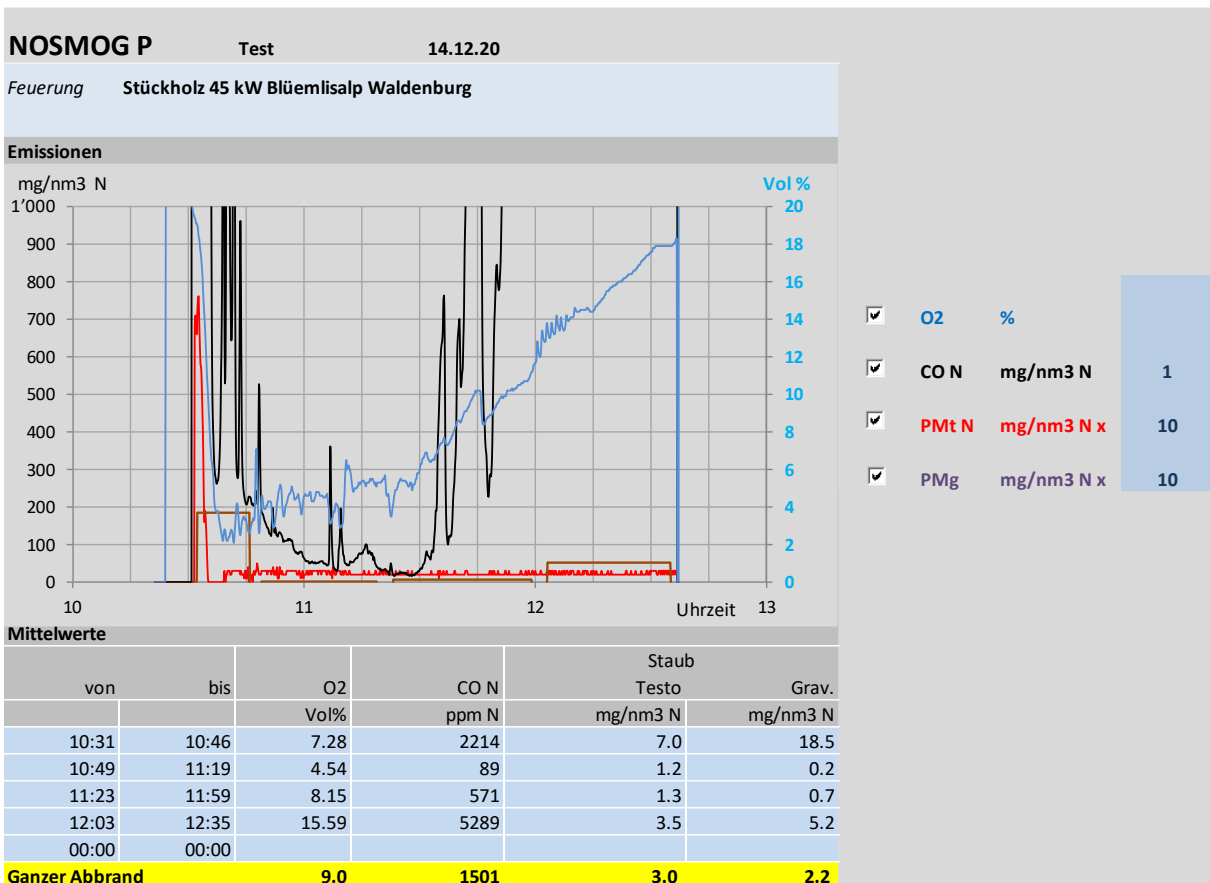 NOSMOG P Test 14.12.20
Feuerung Stückholz 45 kW Blüemlisalp Waldenburg
Emissionen
mg/nm3 N Vol %
1'000 20
900 18
800 16
700 14
600 12
500 10
400 8
300 6
200 4
100 2
0 0
10 11 12 Uhrzeit 13
O2 %
CO N mg/nm3 N 1
PMt N mg/nm3 N x 10
PMg mg/nm3 N x 10
Mittelwerte
Staub
von bis O2 CO N Testo Grav.
Vol% ppm N mg/nm3 N mg/nm3 N
10:31 10:46 7.28 2214 7.0 18.5
10:49 11:19 4.54 89 1.2 0.2
11:23 11:59 8.15 571 1.3 0.7
12:03 12:35 15.59 5289 3.5 5.2
00:00 00:00
Ganzer Abbrand 9.0 1501 3.0 2.2